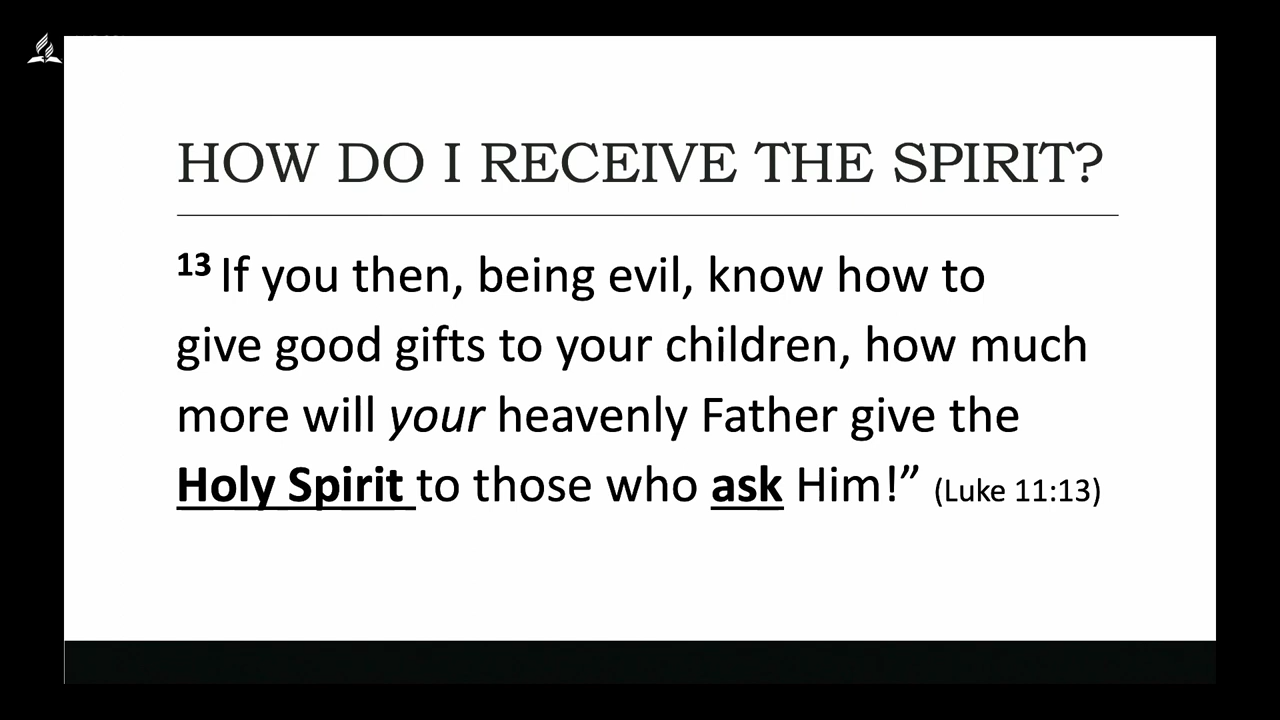 HOW DO I RECEIVE THE SPIRIT?
13 If you then, being evil, know how to
give good gifts to your children, how much
more will your heavenly Father give the
Holy Spirit to those who ask Him!” (Luke 11:13)